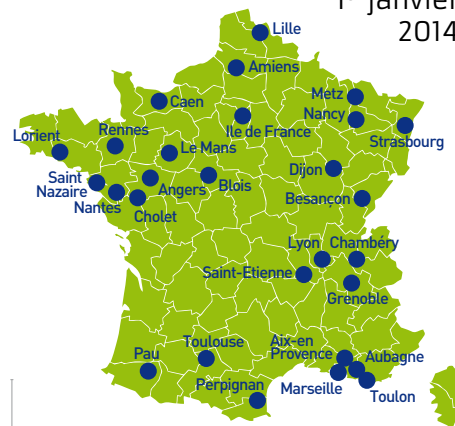 1er janvier
2014
Lille
Amiens
Metz
Caen
Nancy
Ile de France
Strasbourg
Lorient
Rennes
Le Mans
Dijon
Saint
Nazaire
Angers
Blois
Besançon
Nantes
Cholet
Lyon
Chambéry
Saint-Etienne
Grenoble
Toulouse
Aix-en
Provence
Pau
Aubagne
Perpignan
Marseille
Toulon